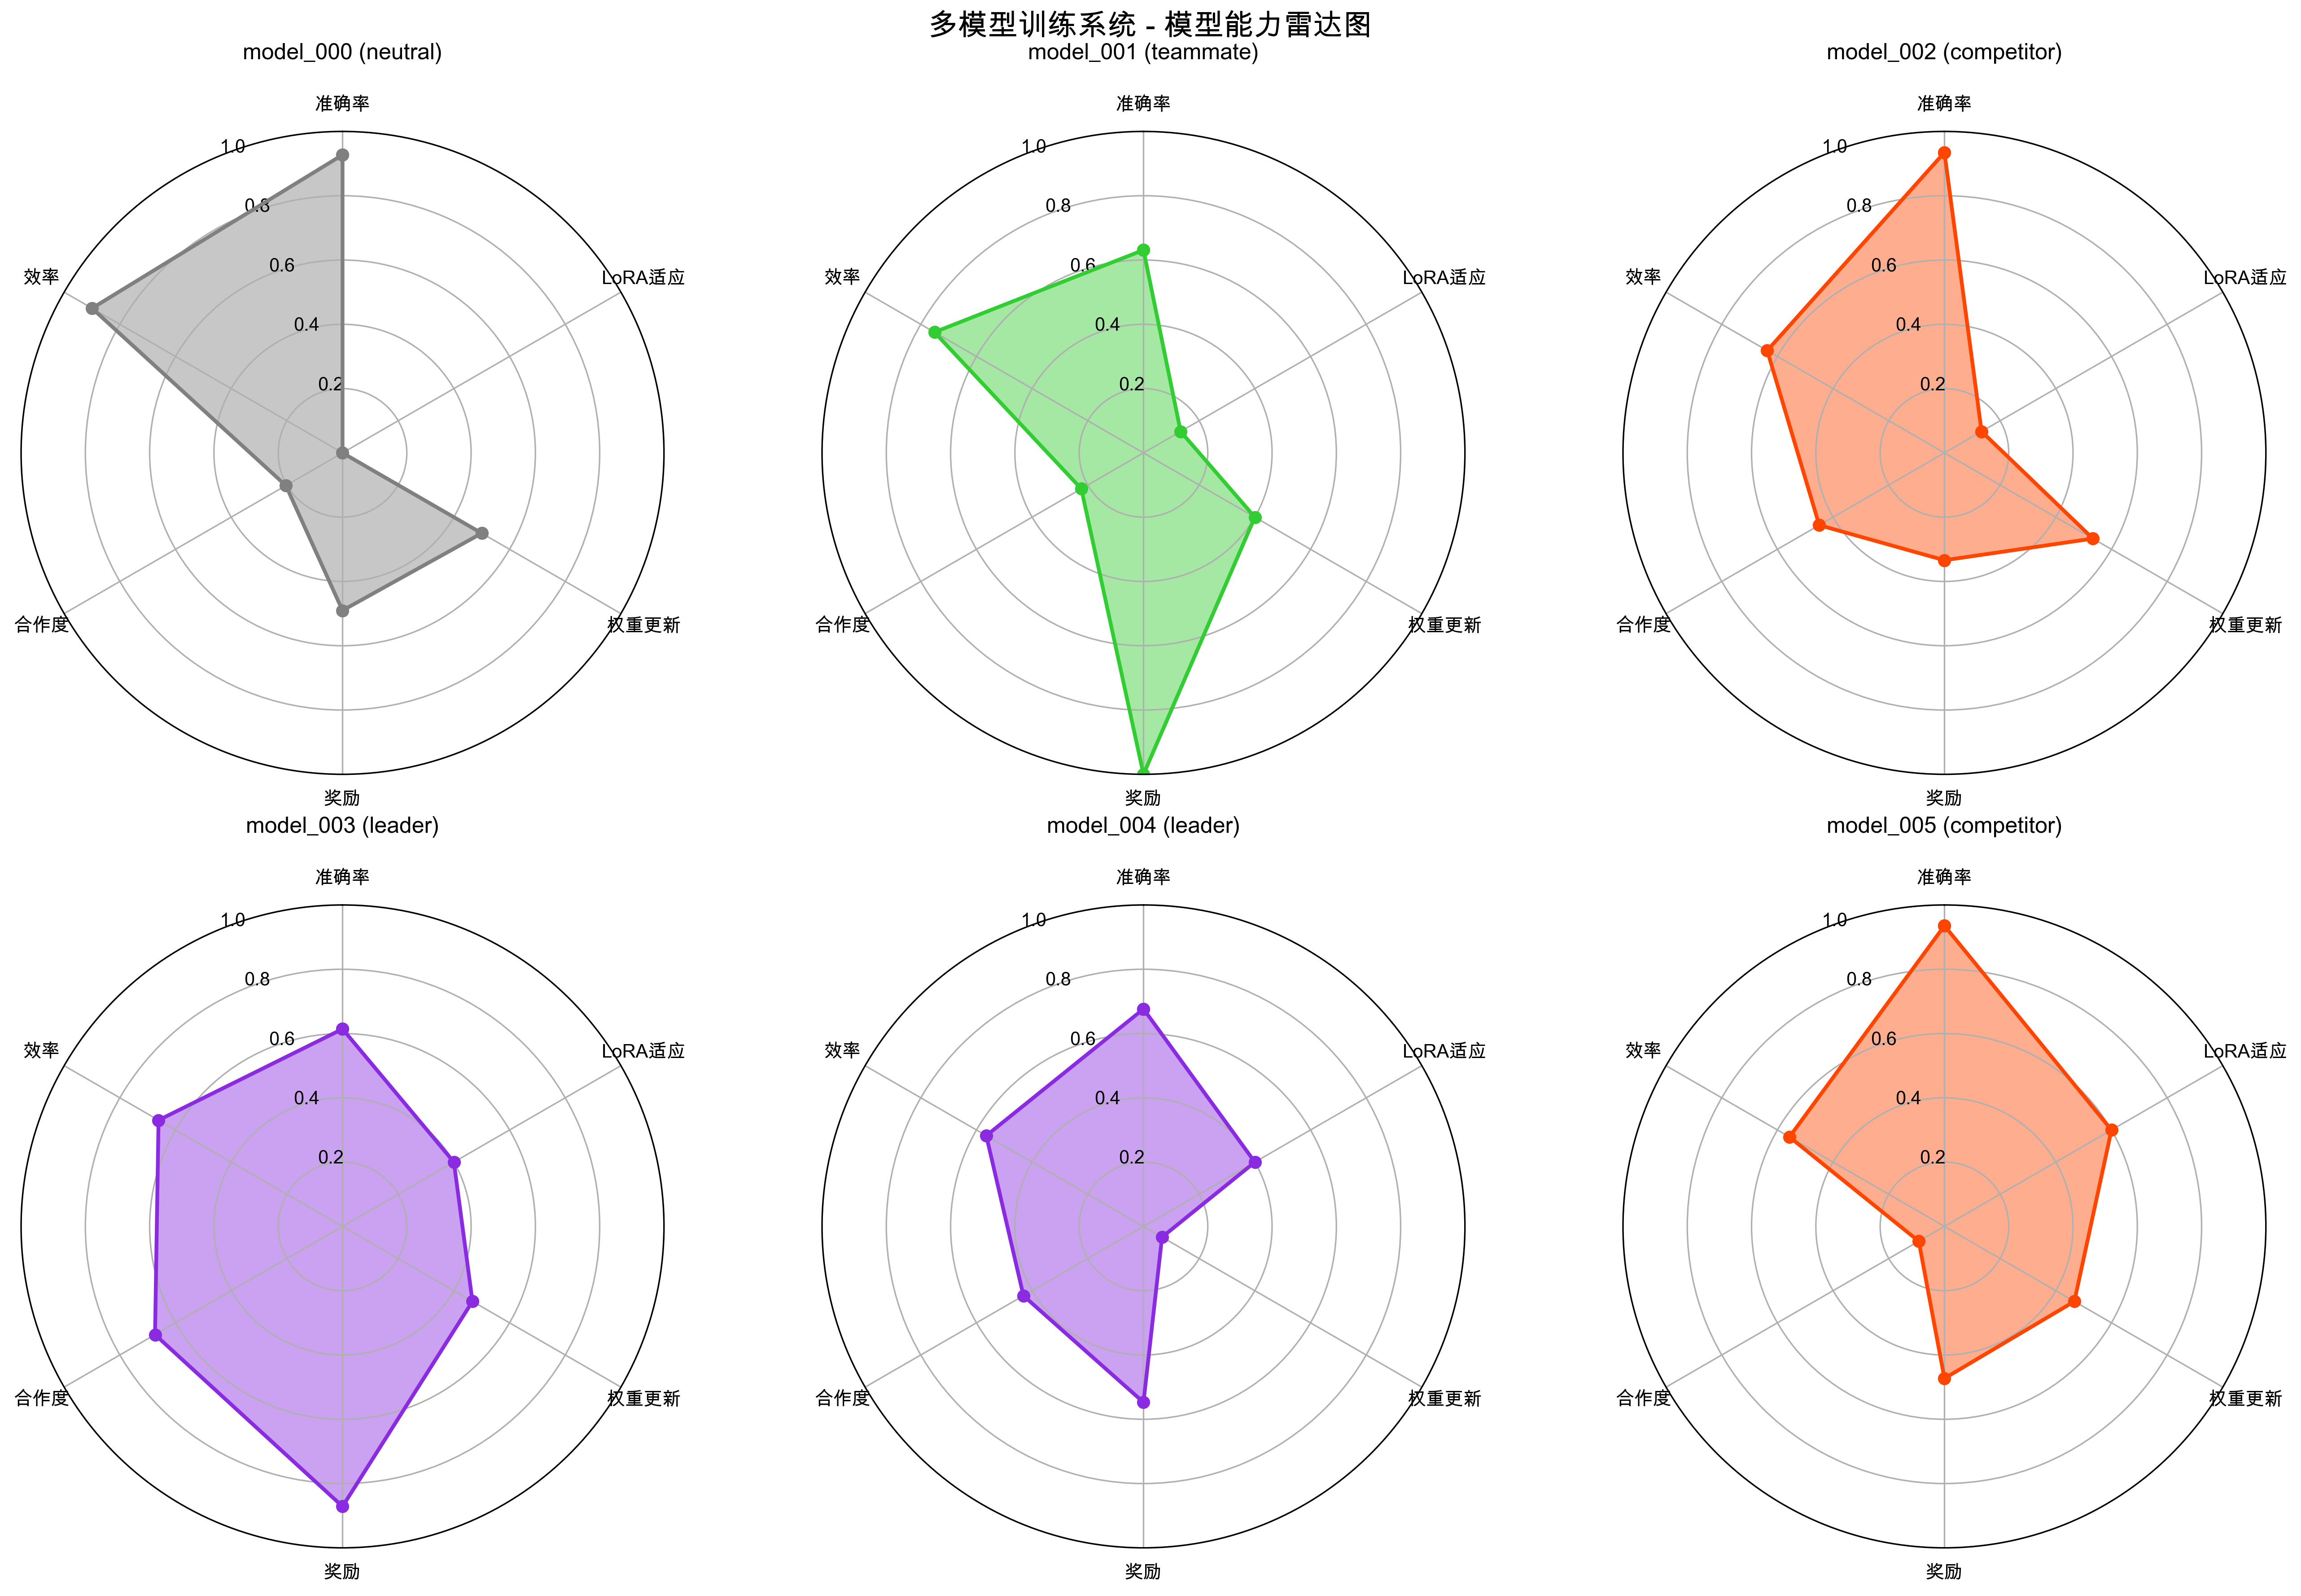 多模型训练系统 - 模型能力雷达图
model_000 (neutral)
准确率
1.0
0.8
0.6
0.4
0.2
效率
LoRA适应
合作度
权重更新
奖励
model_001 (teammate)
准确率
1.0
0.8
0.6
0.4
0.2
效率
LoRA适应
合作度
权重更新
奖励
model_002 (competitor)
准确率
1.0
0.8
0.6
0.4
0.2
效率
LoRA适应
合作度
权重更新
奖励
model_003 (leader)
准确率
1.0
0.8
0.6
0.4
0.2
效率
LoRA适应
合作度
权重更新
奖励
model_004 (leader)
准确率
1.0
0.8
0.6
0.4
0.2
效率
LoRA适应
合作度
权重更新
奖励
model_005 (competitor)
准确率
1.0
0.8
0.6
0.4
0.2
效率
LoRA适应
合作度
权重更新
奖励